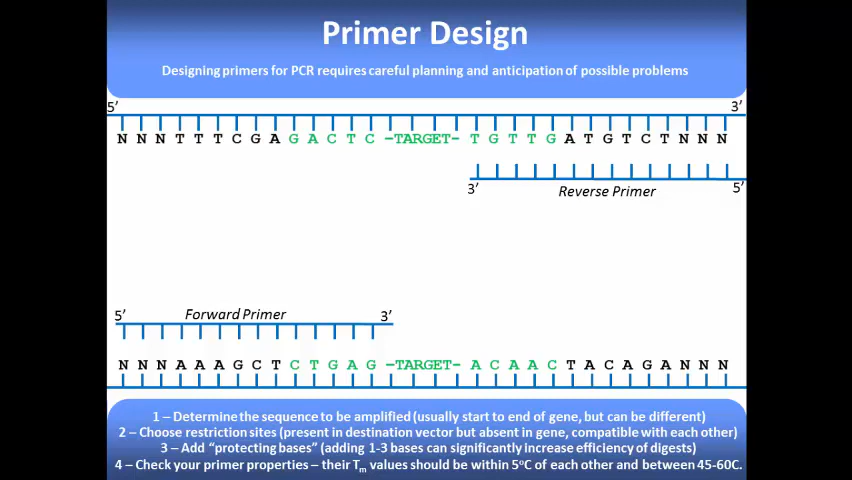 Primer Design
Designing primers for PCR requires careful planning and anticipation of possible problems
5’ 3’
N N N T T T C G A G A C T C -TARGET- T G T T G A T G T C T N N N
3’ Reverse Primer 5’
5’ Forward Primer 3’
N N N A A A G C T C T G A G -TARGET- A C A A C T A C A G A N N N
1 – Determine the sequence to be amplified (usually start to end of gene, but can be different)
2 – Choose restriction sites (present in destination vector but absent in gene, compatible with each other)
3 – Add “protecting bases” (adding 1-3 bases can significantly increase efficiency of digests)
4 – Check your primer properties – their Tm values should be within 5°C of each other and between 45-60C.